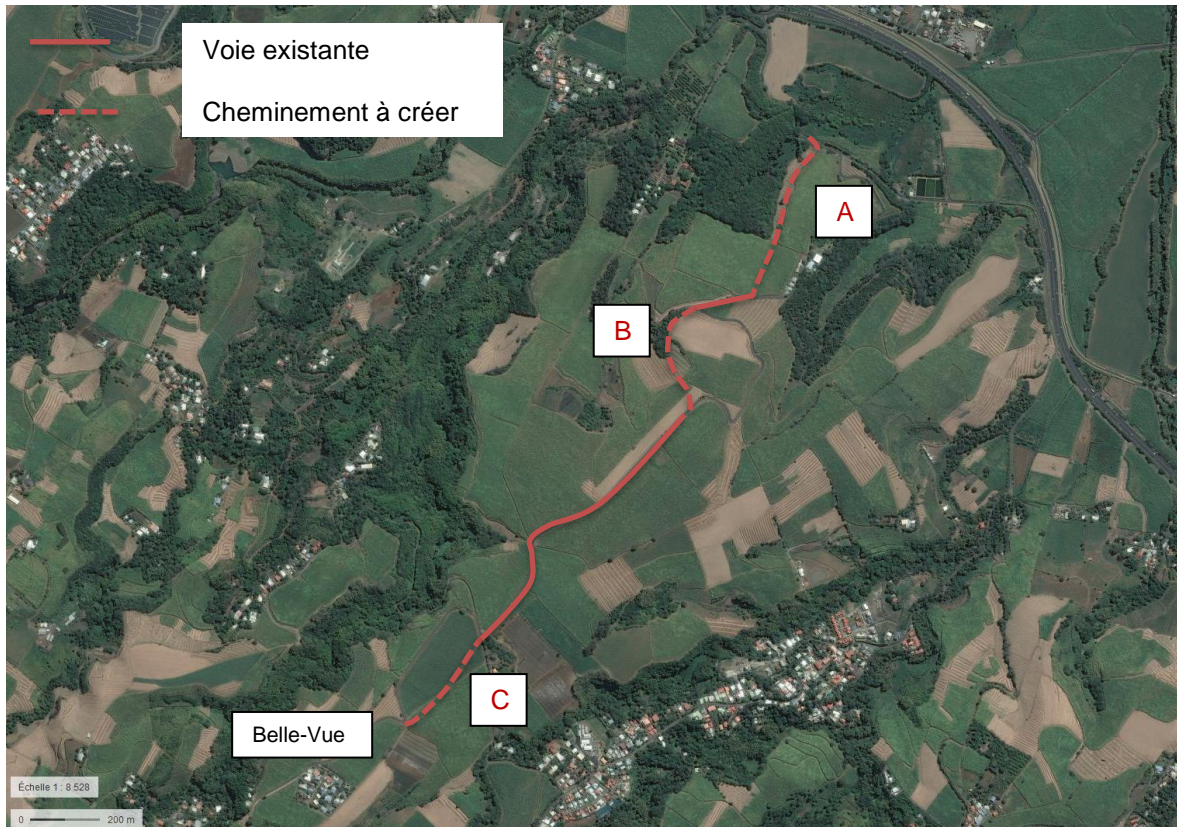 Voie existante
Cheminement à créer
A
B
C
Belle-Vue
Échelle 1 : 8 528
0 200 m